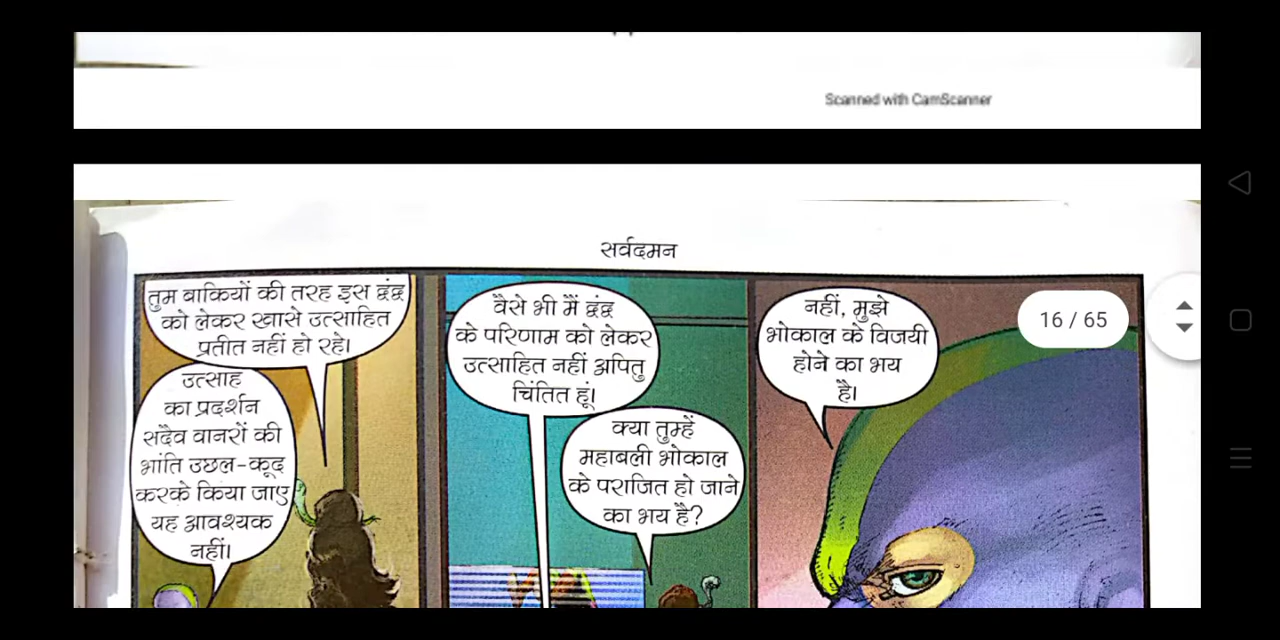 Scanned with CamScanner
सर्वदमन
16 / 65
तुम बाकियों की तरह इस द्वंद्व
को लेकर खासे उत्साहित
प्रतीत नहीं हो रहे।
उत्साह
का प्रदर्शन
सदैव वानरों की
भांति उछल-कूद
करके किया जाए
यह आवश्यक
नहीं।
वैसे भी मैं द्वंद्व
के परिणाम को लेकर
उत्साहित नहीं अपितु
चिंतित हूं।
क्या तुम्हें
महाबली भोकाल
के पराजित हो जाने
का भय है?
नहीं, मुझे
भोकाल के विजयी
होने का भय
है।